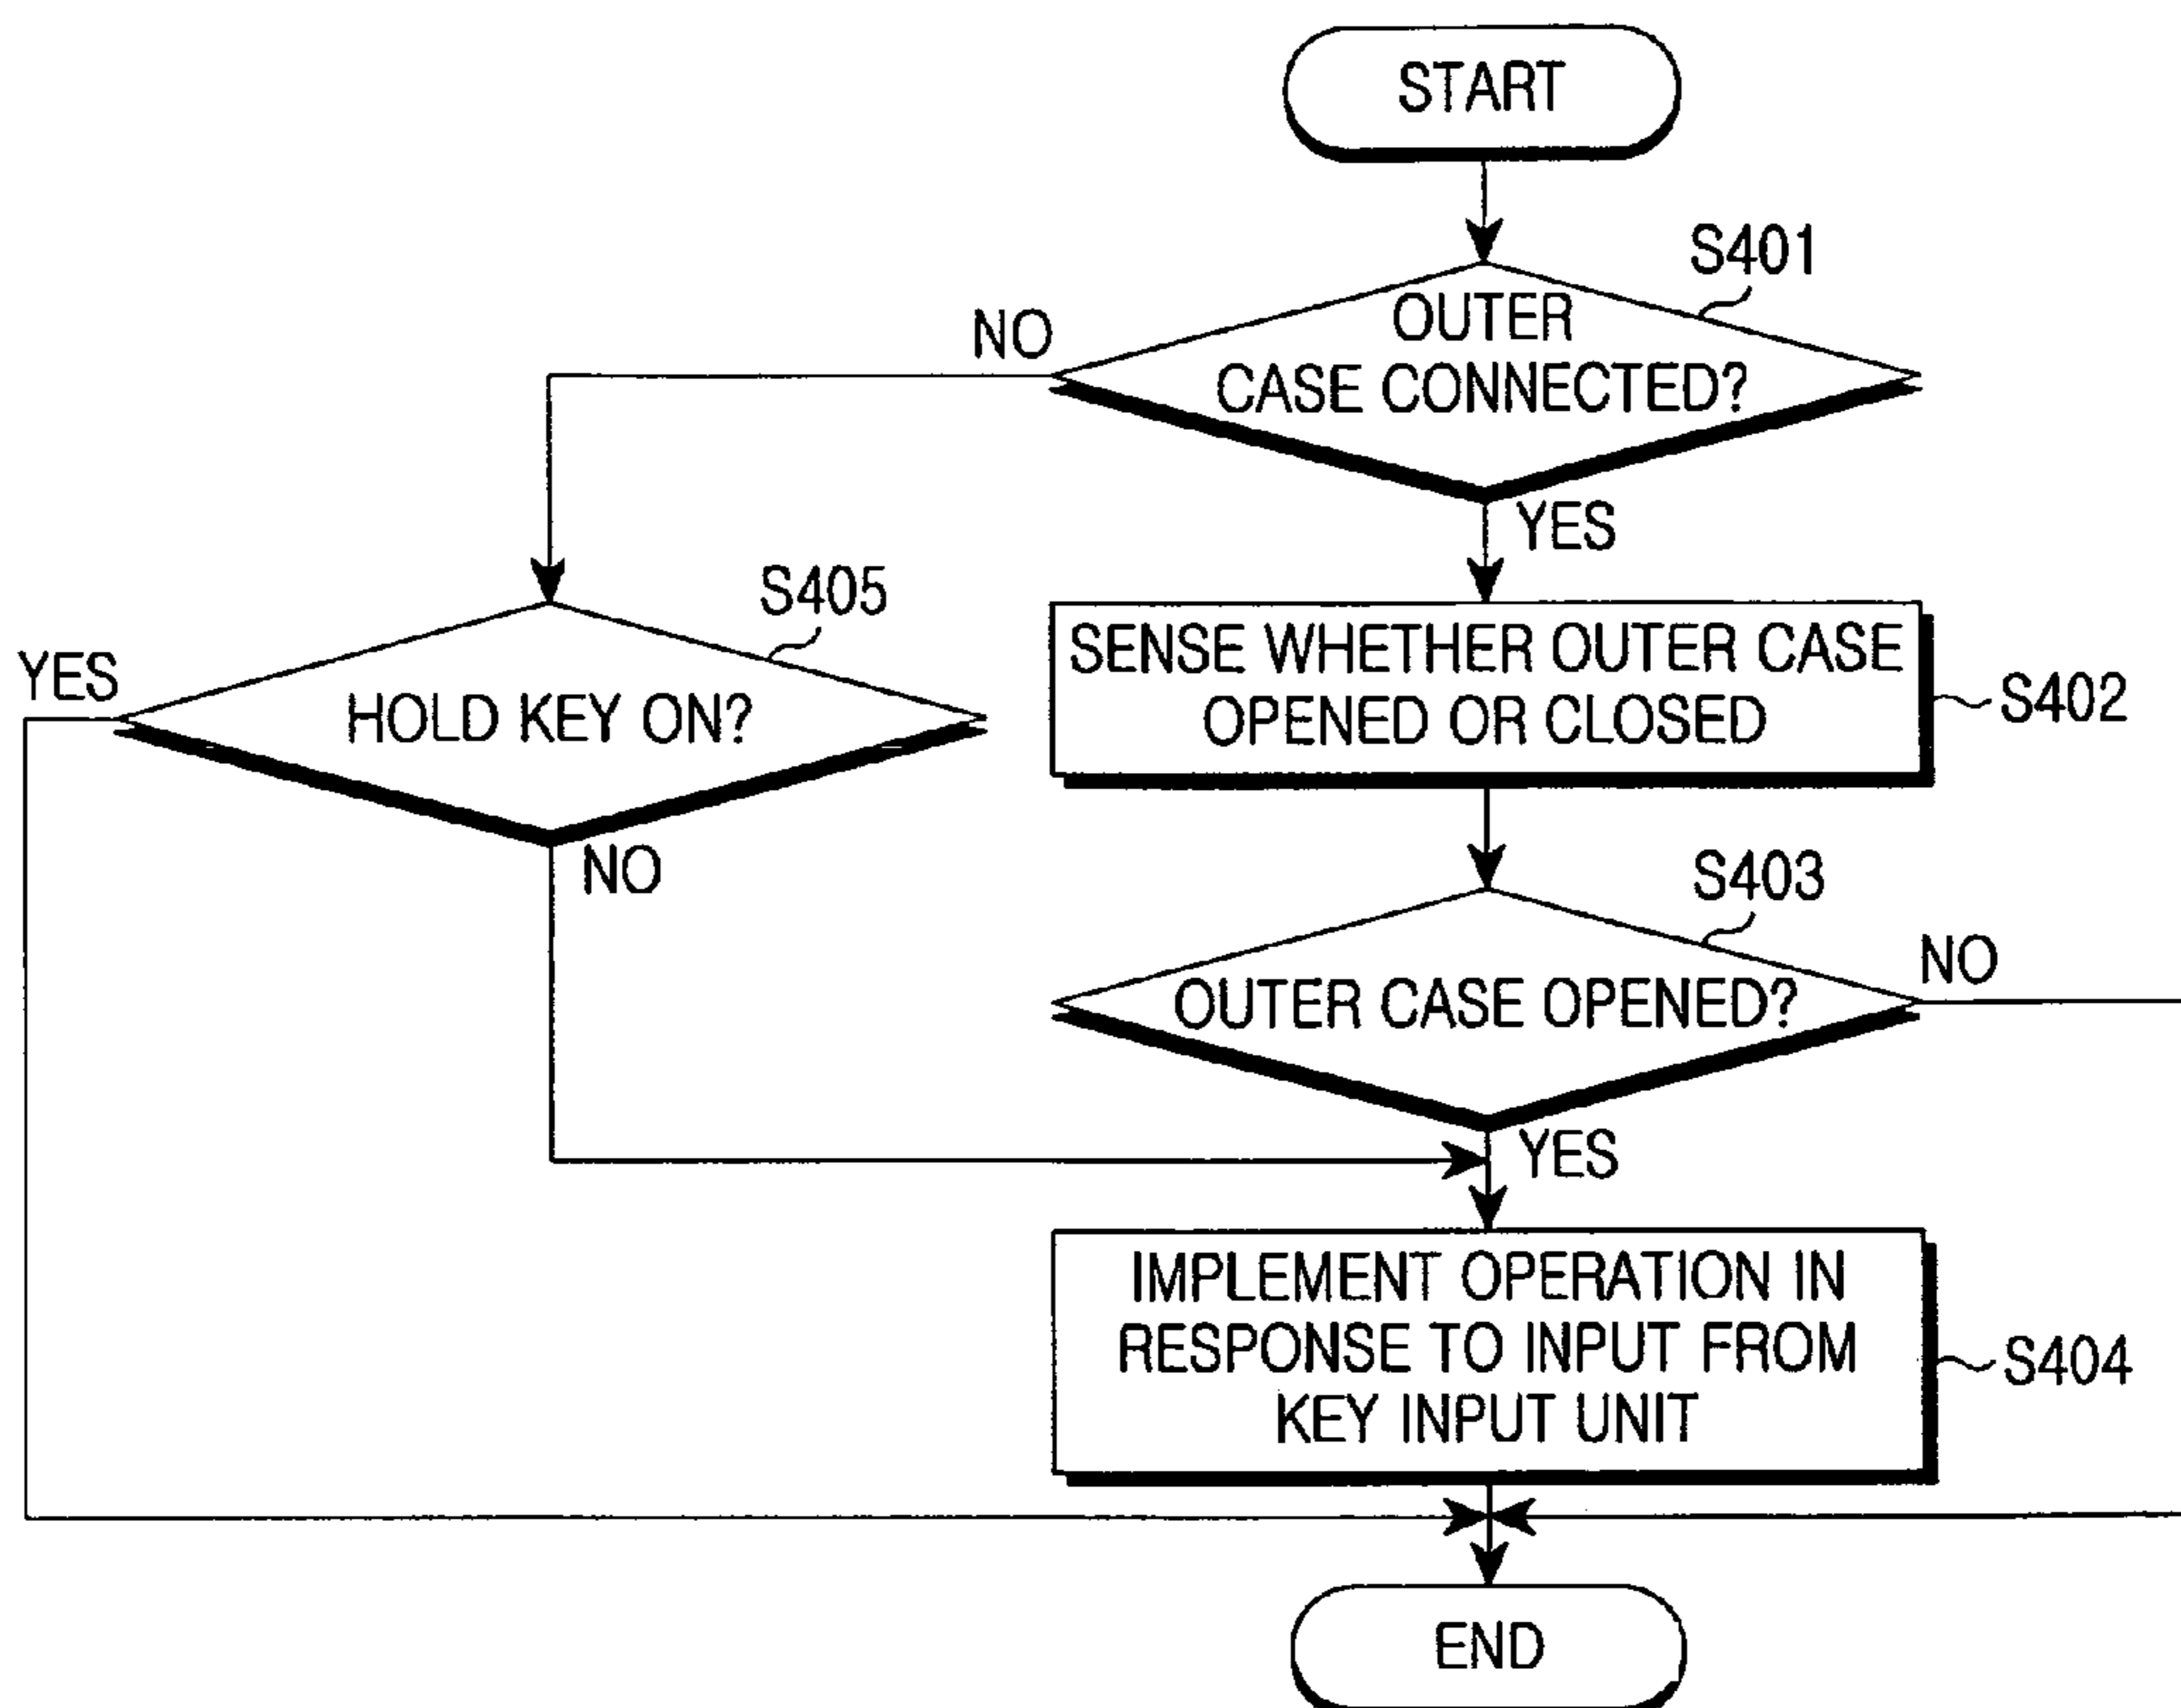 START
S401
OUTER
CASE CONNECTED?
NO
YES
S405
HOLD KEY ON?
YES
NO
SENSE WHETHER OUTER CASE
OPENED OR CLOSED
S402
S403
OUTER CASE OPENED?
NO
YES
IMPLEMENT OPERATION IN
RESPONSE TO INPUT FROM
KEY INPUT UNIT
S404
END